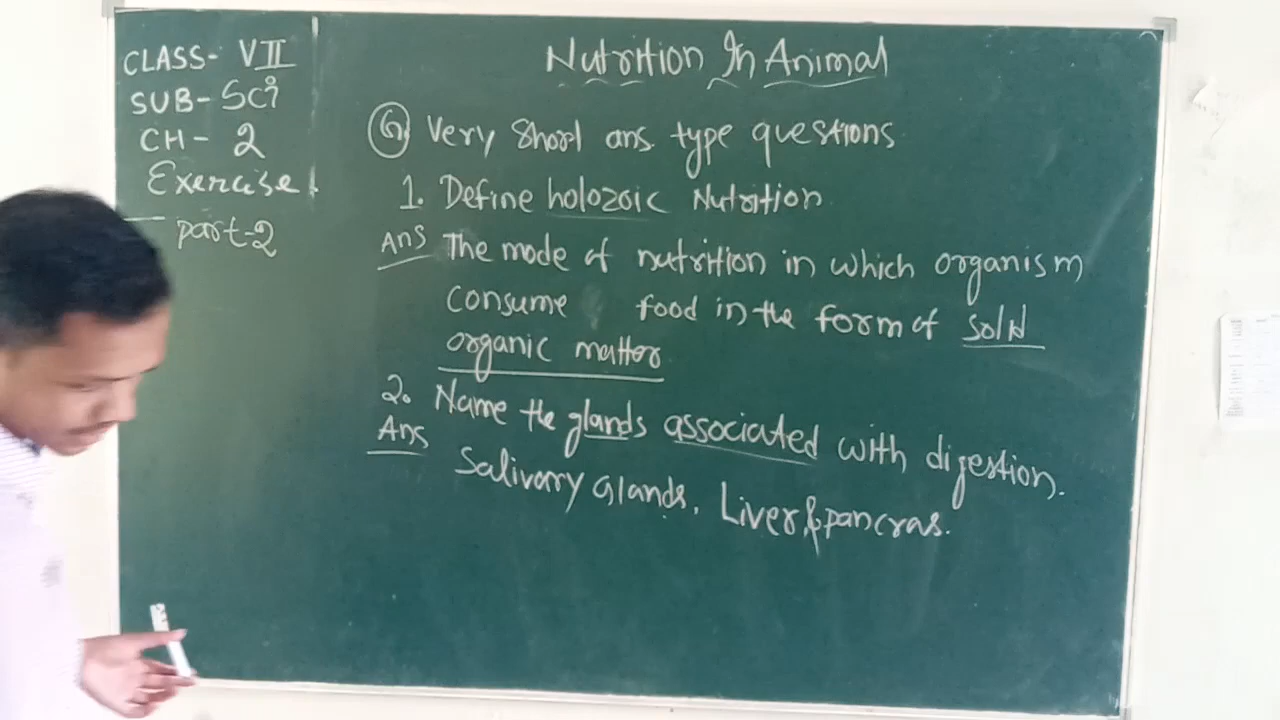 CLASS- VII
SUB- Sci
CH- 2
Exercise
part-2
Nutrition In Animal
Very Short ans. type questions
1. Define holozoic Nutrition
Ans The mode of nutrition in which organism
consume food in the form of solid
organic matter
2. Name the glands associated with digestion.
Ans
Salivary Glands, Liver & pancras.